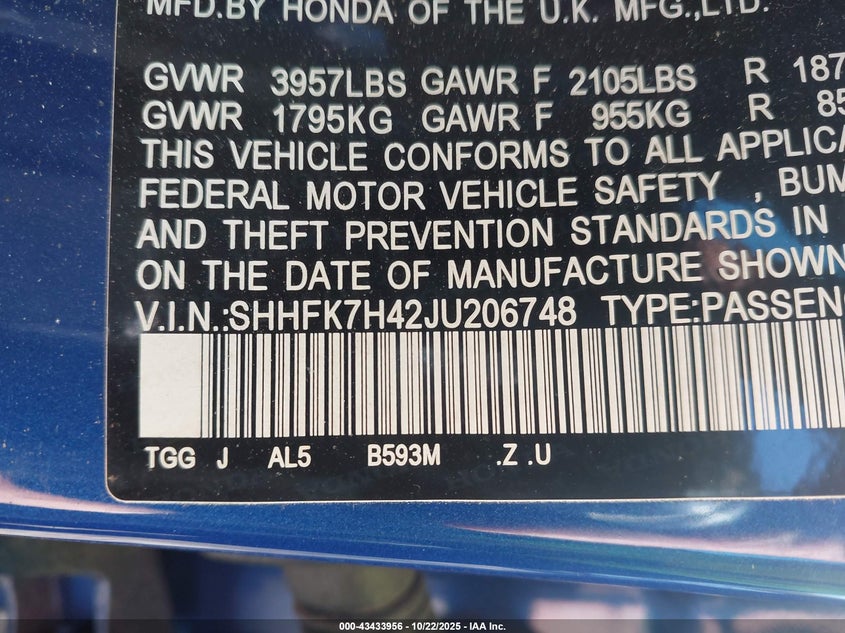 MFD.BY HONDA OF THE U.K. MFG.,LTD.
GVWR 3957LBS GAWR F 2105LBS R 187
GVWR 1795KG GAWR F 955KG R 85
THIS VEHICLE CONFORMS TO ALL APPLICA
FEDERAL MOTOR VEHICLE SAFETY , BUM
AND THEFT PREVENTION STANDARDS IN
ON THE DATE OF MANUFACTURE SHOWN
V.I.N.:SHHFK7H42JU206748 TYPE:PASSENG
TGG J AL5 B593M .Z .U
000-43433956 | 10/22/2025 - IAA Inc.